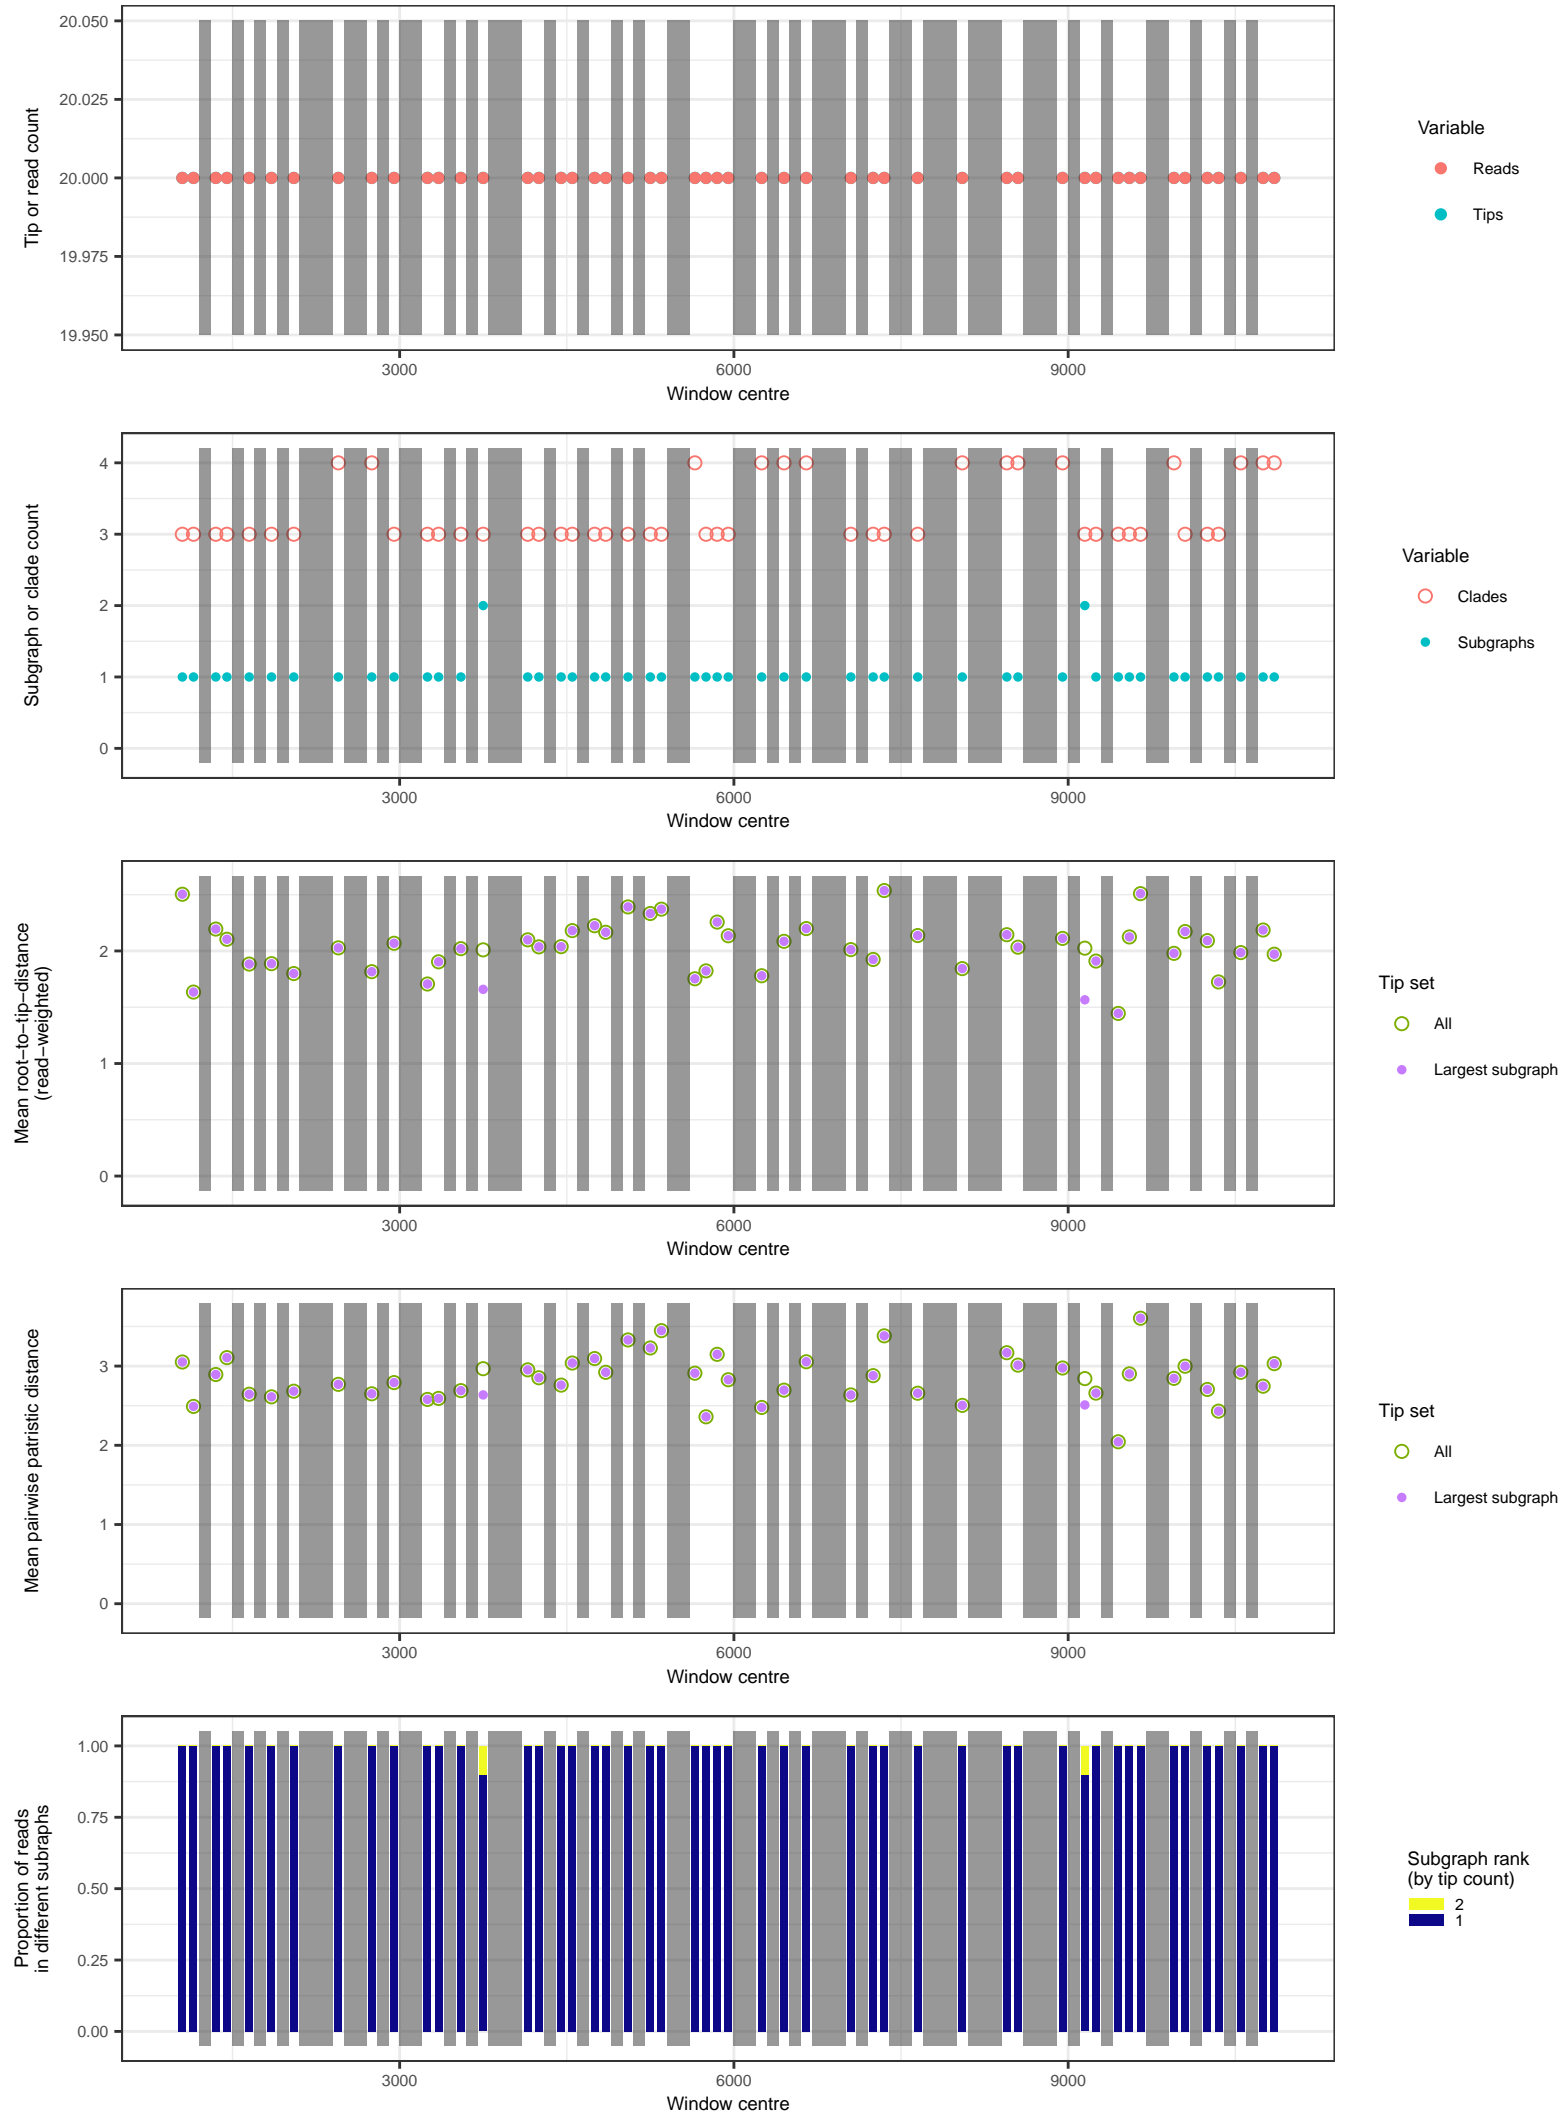 20.050
20.025
20.000
19.975
19.950
Tip or read count
3000
6000
9000
Window centre
Variable
Reads
Tips
4
3
2
1
0
Subgraph or clade count
3000
6000
9000
Window centre
Variable
Clades
Subgraphs
2
1
0
Mean root−to−tip−distance
(read−weighted)
3000
6000
9000
Window centre
Tip set
All
Largest subgraph
3
2
1
0
Mean pairwise patristic distance
3000
6000
9000
Window centre
Tip set
All
Largest subgraph
1.00
0.75
0.50
0.25
0.00
Proportion of reads
in different subraphs
3000
6000
9000
Window centre
Subgraph rank
(by tip count)
2
1